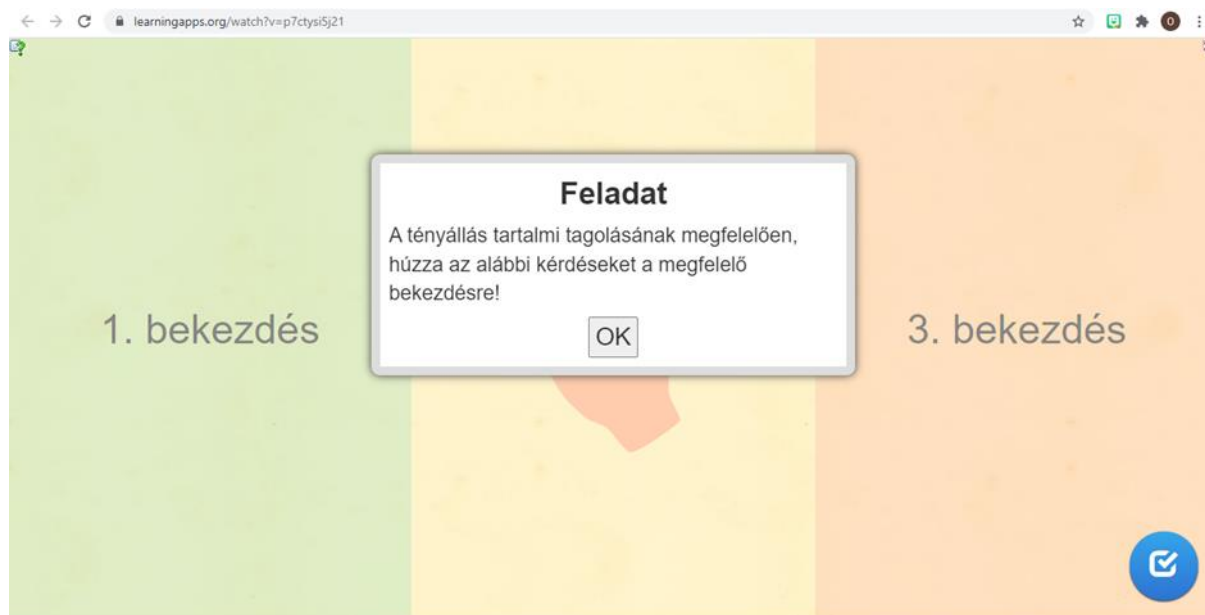 learningapps.org/watch?v=p7ctysi5j21
O
Feladat
A tényállás tartalmi tagolásának megfelelően,
húzza az alábbi kérdéseket a megfelelő
bekezdésre!
OK
1. bekezdés
3. bekezdés